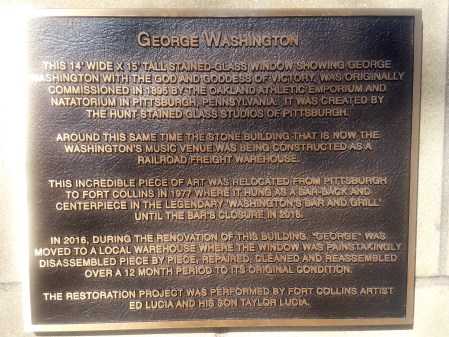 GEORGE WASHINGTON
THIS 14' WIDE X 15' TALL STAINED-GLASS WINDOW SHOWING GEORGE
WASHINGTON WITH THE GOD AND GODDESS OF VICTORY, WAS ORIGINALLY
COMMISSIONED IN 1895 BY THE OAKLAND ATHLETIC EMPORIUM AND
NATATORIUM IN PITTSBURGH, PENNSYLVANIA. IT WAS CREATED BY
THE HUNT STAINED GLASS STUDIOS OF PITTSBURGH.
AROUND THIS SAME TIME THE STONE BUILDING THAT IS NOW THE
WASHINGTON'S MUSIC VENUE WAS BEING CONSTRUCTED AS A
RAILROAD FREIGHT WAREHOUSE.
THIS INCREDIBLE PIECE OF ART WAS RELOCATED FROM PITTSBURGH
TO FORT COLLINS IN 1977 WHERE IT HUNG AS A BAR-BACK AND
CENTERPIECE IN THE LEGENDARY "WASHINGTON'S BAR AND GRILL"
UNTIL THE BAR'S CLOSURE IN 2016.
IN 2016, DURING THE RENOVATION OF THIS BUILDING, "GEORGE" WAS
MOVED TO A LOCAL WAREHOUSE WHERE THE WINDOW WAS PAINSTAKINGLY
DISASSEMBLED PIECE BY PIECE, REPAIRED, CLEANED AND REASSEMBLED
OVER A 12 MONTH PERIOD TO ITS ORIGINAL CONDITION.
THE RESTORATION PROJECT WAS PERFORMED BY FORT COLLINS ARTIST
ED LUCIA AND HIS SON TAYLOR LUCIA.